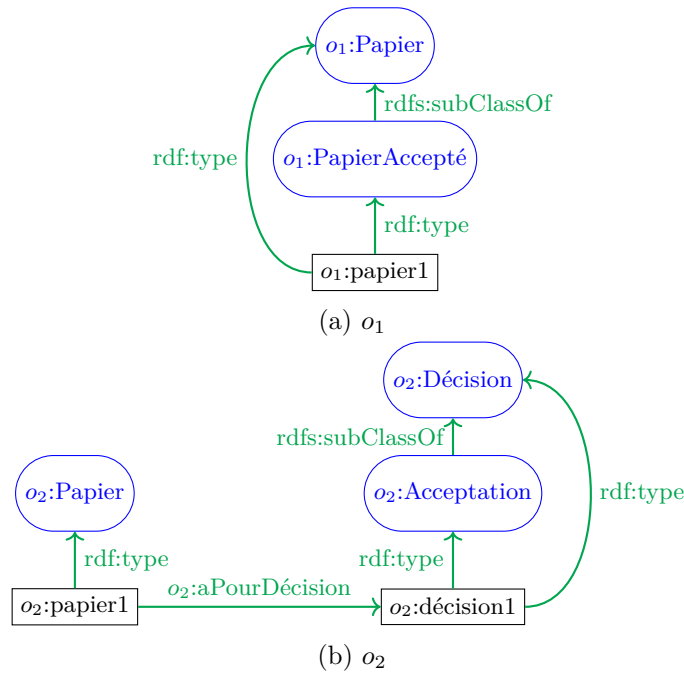 o₁:Papier
rdfs:subClassOf
rdf:type
o₁:PapierAccepté
rdf:type
o₁:papier1
(a) o₁
o₂:Décision
rdfs:subClassOf
o₂:Papier
o₂:Acceptation
rdf:type
rdf:type
rdf:type
o₂:aPourDécision
o₂:papier1
o₂:décision1
(b) o₂